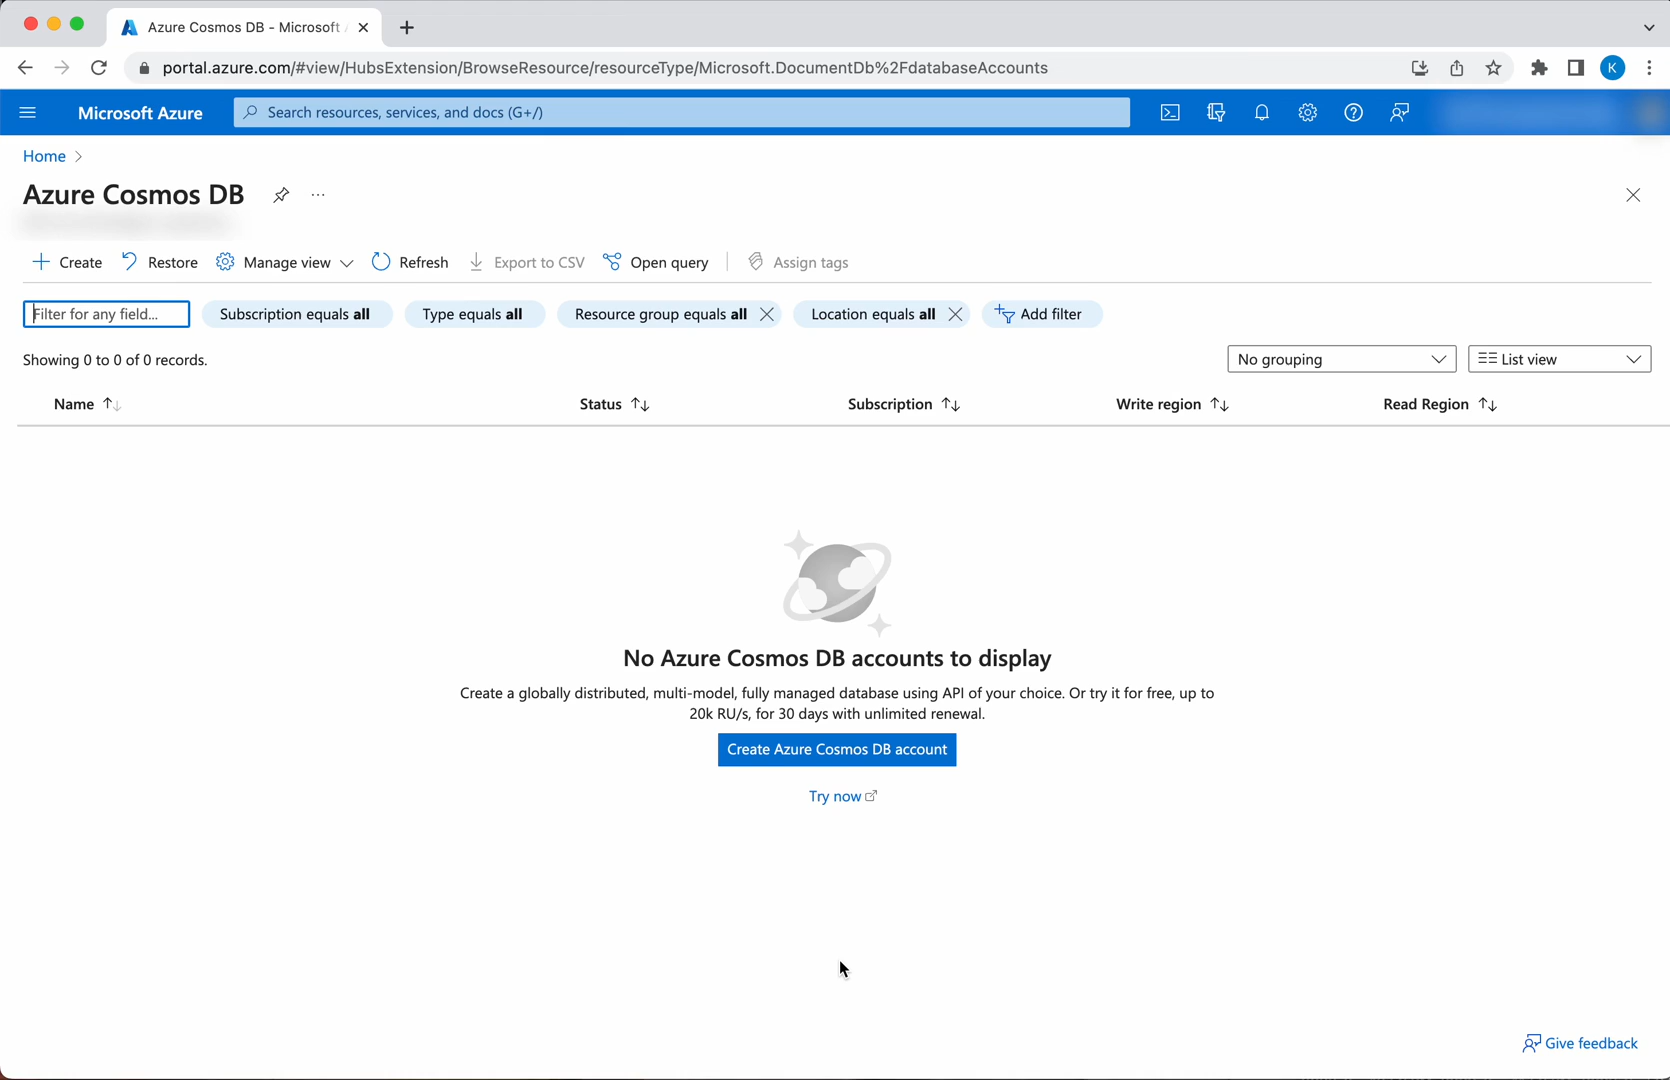 Azure Cosmos DB - Microsoft A
portal.azure.com/#view/HubsExtension/BrowseResource/resourceType/Microsoft.DocumentDb%2FdatabaseAccounts
K
Microsoft Azure
Search resources, services, and docs (G+/)
Home
Azure Cosmos DB
Create
Restore
Manage view
Refresh
Export to CSV
Open query
Assign tags
Filter for any field...
Subscription equals all
Type equals all
Resource group equals all
Location equals all
Add filter
Showing 0 to 0 of 0 records.
No grouping
List view
Name
Status
Subscription
Write region
Read Region
No Azure Cosmos DB accounts to display
Create a globally distributed, multi-model, fully managed database using API of your choice. Or try it for free, up to
20k RU/s, for 30 days with unlimited renewal.
Create Azure Cosmos DB account
Try now
Give feedback